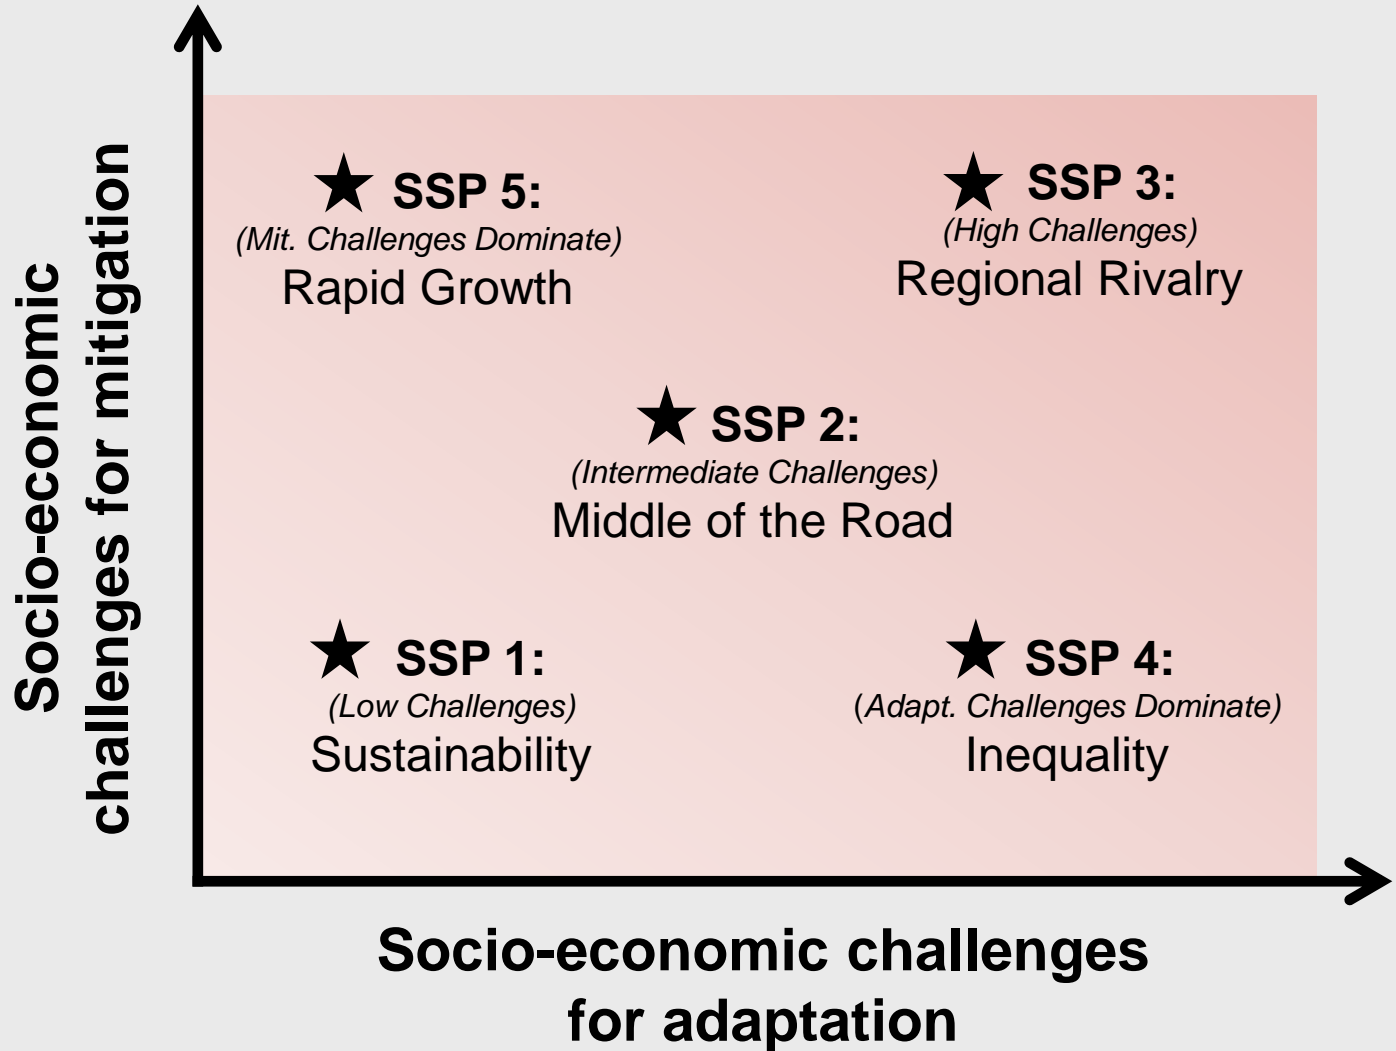 Socio-economic
challenges for mitigation
SSP 5:
(Mit. Challenges Dominate)
Rapid Growth
SSP 3:
(High Challenges)
Regional Rivalry
SSP 2:
(Intermediate Challenges)
Middle of the Road
SSP 1:
(Low Challenges)
Sustainability
SSP 4:
(Adapt. Challenges Dominate)
Inequality
Socio-economic challenges
for adaptation